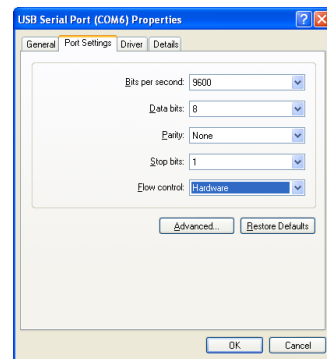 USB Serial Port (COM6) Properties
General Port Settings Driver Details
Bits per second: 9600
Data bits: 8
Parity: None
Stop bits: 1
Flow control: Hardware
Advanced... Restore Defaults
OK Cancel